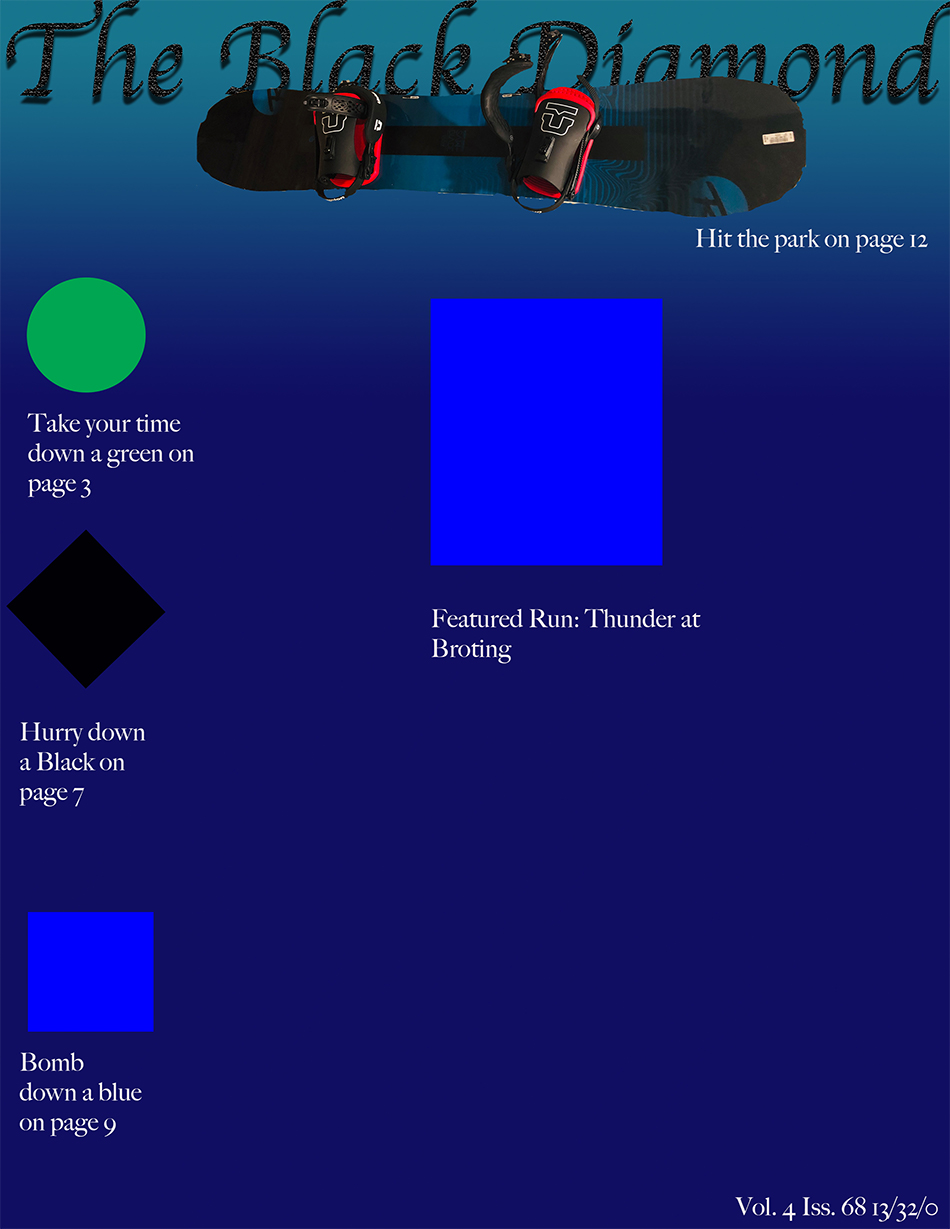 The Black Diamond
Hit the park on page 12
Take your time
down a green on
page 3
Featured Run: Thunder at
Broting
Hurry down
a Black on
page 7
Bomb
down a blue
on page 9
Vol. 4 Iss. 68 13/32/0